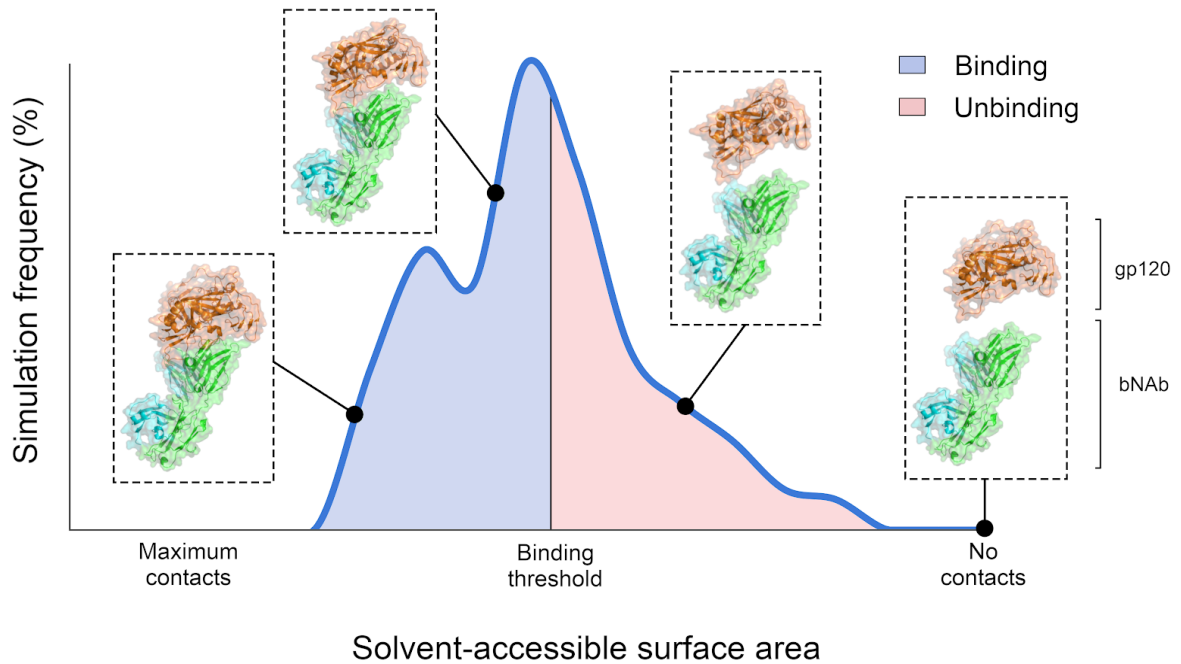 Binding
Unbinding
Simulation frequency (%)
gp120
bNAb
Maximum
contacts
Binding
threshold
No
contacts
Solvent-accessible surface area